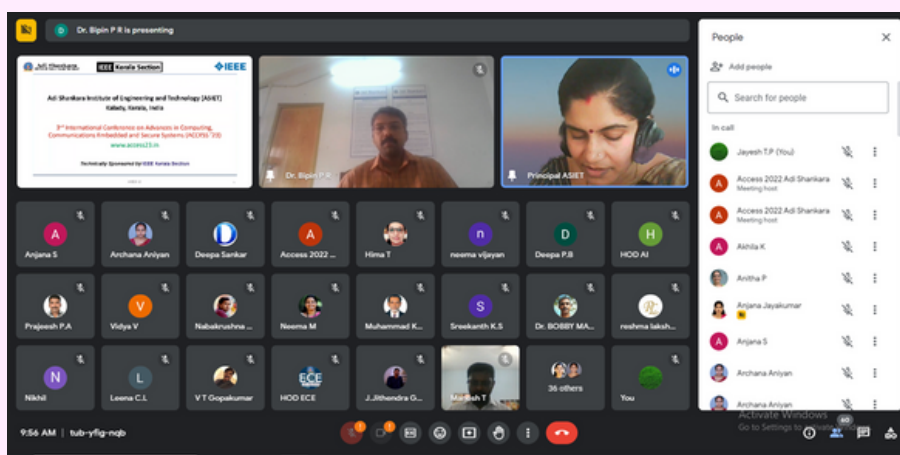 Dr. Bipin P R is presenting
Adi Shankara
IEEE Kerala Section
IEEE
Adi Shankara Institute of Engineering and Technology (ASIET)
Kalady, Kerala, India
3rd International Conference on Advances in Computing,
Communications Embedded and Secure Systems (ACCESS '23)
www.access23.in
Technically Sponsored by IEEE Kerala Section
Dr. Bipin P R
Principal ASIET
A
Anjana S
Archana Aniyan
Deepa Sankar
A
Access 2022 ...
Hima T
n
neema vijayan
D
Deepa P.B
H
HOD AI
Prajeesh P.A
V
Vidya V
Nabakrushna ...
Neema M
Muhammad K...
S
Sreekanth K.S
Dr. BOBBY MA...
reshma laksh...
N
Nikhil
L
Leena C.L
V T Gopakumar
ECE
HOD ECE
J.Jithendra G...
36 others
You
People
Add people
Search for people
In call
Jayesh T.P (You)
A
Access 2022 Adi Shankara
Meeting host
A
Access 2022 Adi Shankara
Meeting host
A
Akhila K
Anitha P
Anjana Jayakumar
A
Anjana S
Archana Aniyan
Archana Aniyan
Activate Windows
Go to Settings to activate
60
9:56 AM | tub-yfig-nqb